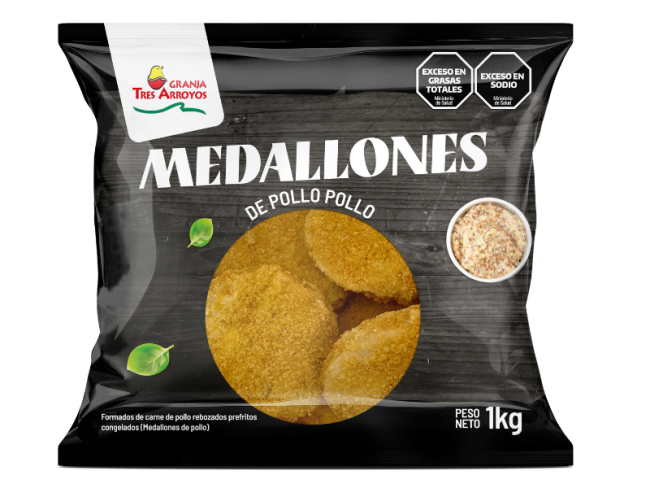 GRANJA
TRES ARROYOS
EXCESO EN
GRASAS
TOTALES
Ministerio
de Salud
EXCESO EN
SODIO
Ministerio
de Salud
MEDALLONES
DE POLLO POLLO
Formados de carne de pollo rebozados prefritos
congelados (Medallones de pollo)
PESO
NETO 1kg